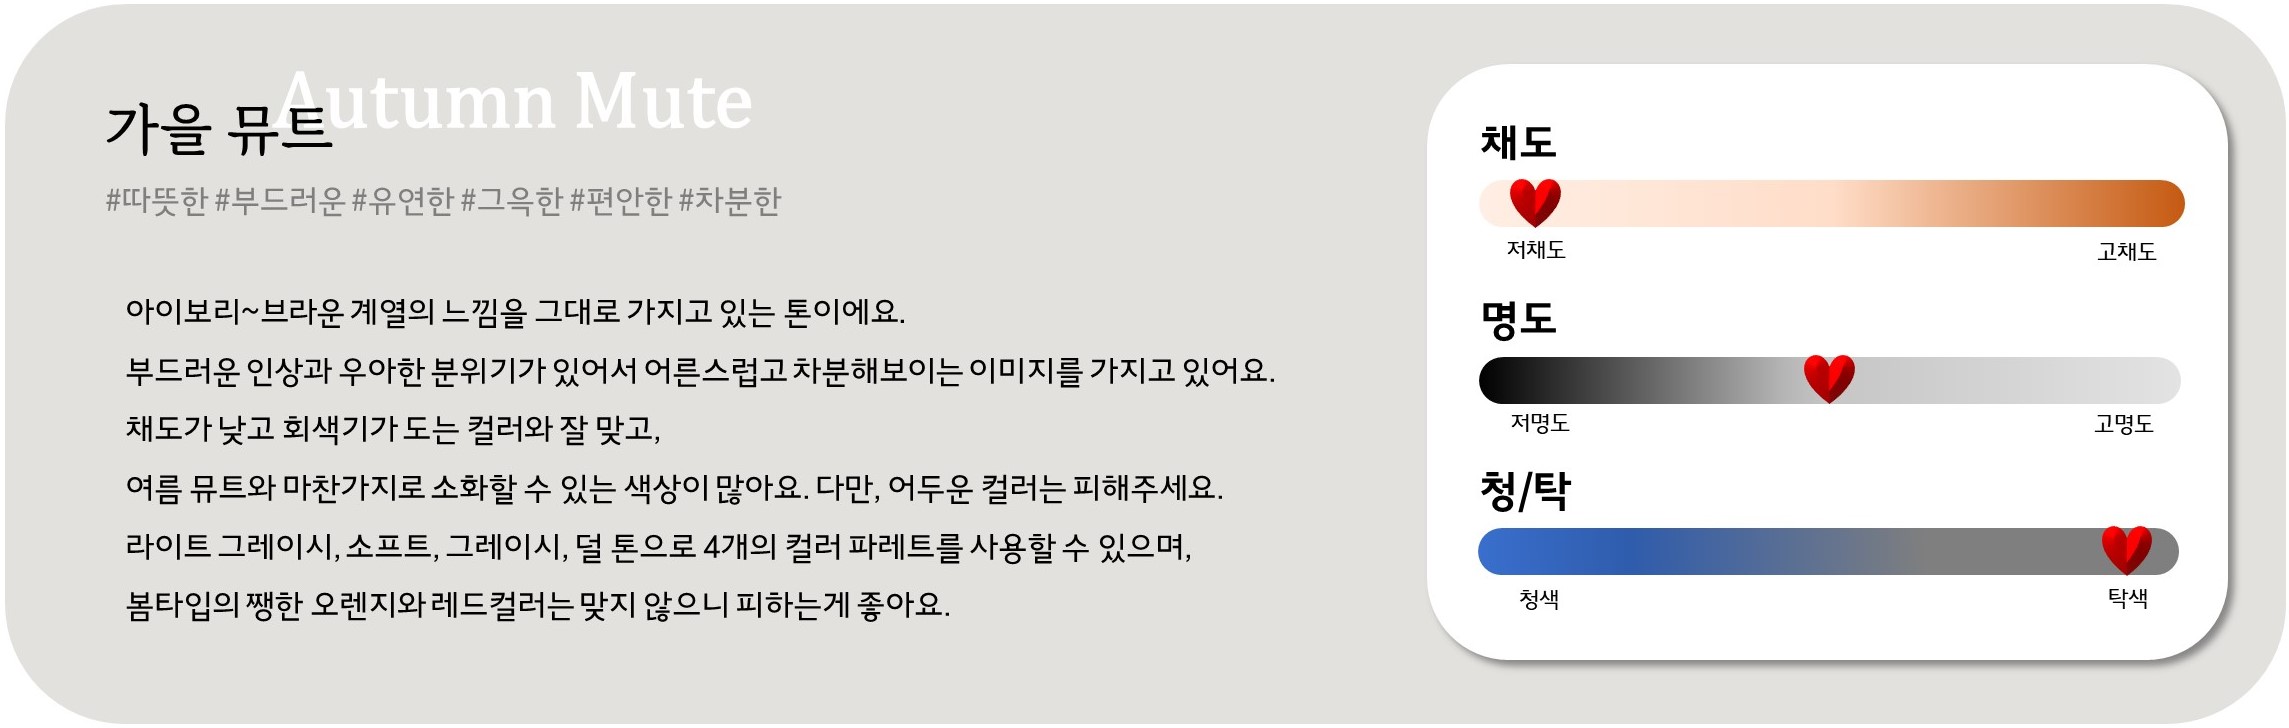 Autumn Mute
가을 뮤트
#따뜻한 #부드러운 #유연한 #그윽한 #편안한 #차분한
아이보리~브라운 계열의 느낌을 그대로 가지고 있는 톤이에요.
부드러운 인상과 우아한 분위기가 있어서 어른스럽고 차분해보이는 이미지를 가지고 있어요.
채도가 낮고 회색기가 도는 컬러와 잘 맞고,
여름 뮤트와 마찬가지로 소화할 수 있는 색상이 많아요. 다만, 어두운 컬러는 피해주세요.
라이트 그레이시, 소프트, 그레이시, 덜 톤으로 4개의 컬러 파레트를 사용할 수 있으며,
봄타입의 쨍한 오렌지와 레드컬러는 맞지 않으니 피하는게 좋아요.
채도
저채도 고채도
명도
저명도 고명도
청/탁
청색 탁색